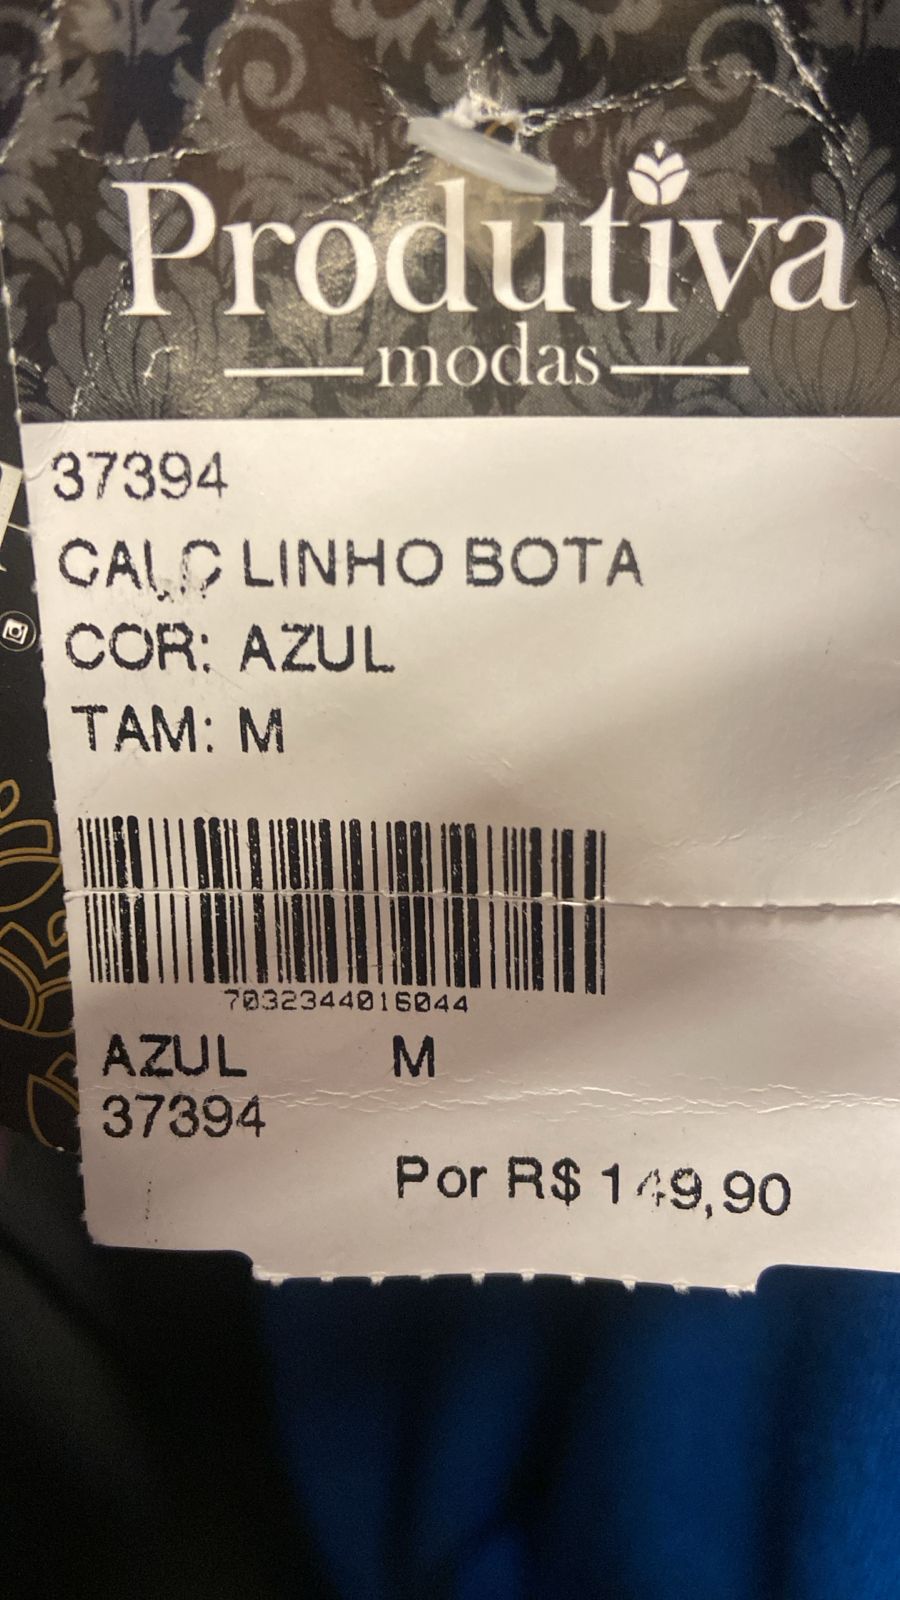 Produtiva
modas
37394
CALC LINHO BOTA
COR: AZUL
TAM: M
7032344016044
AZUL M
37394
Por R$ 149,90